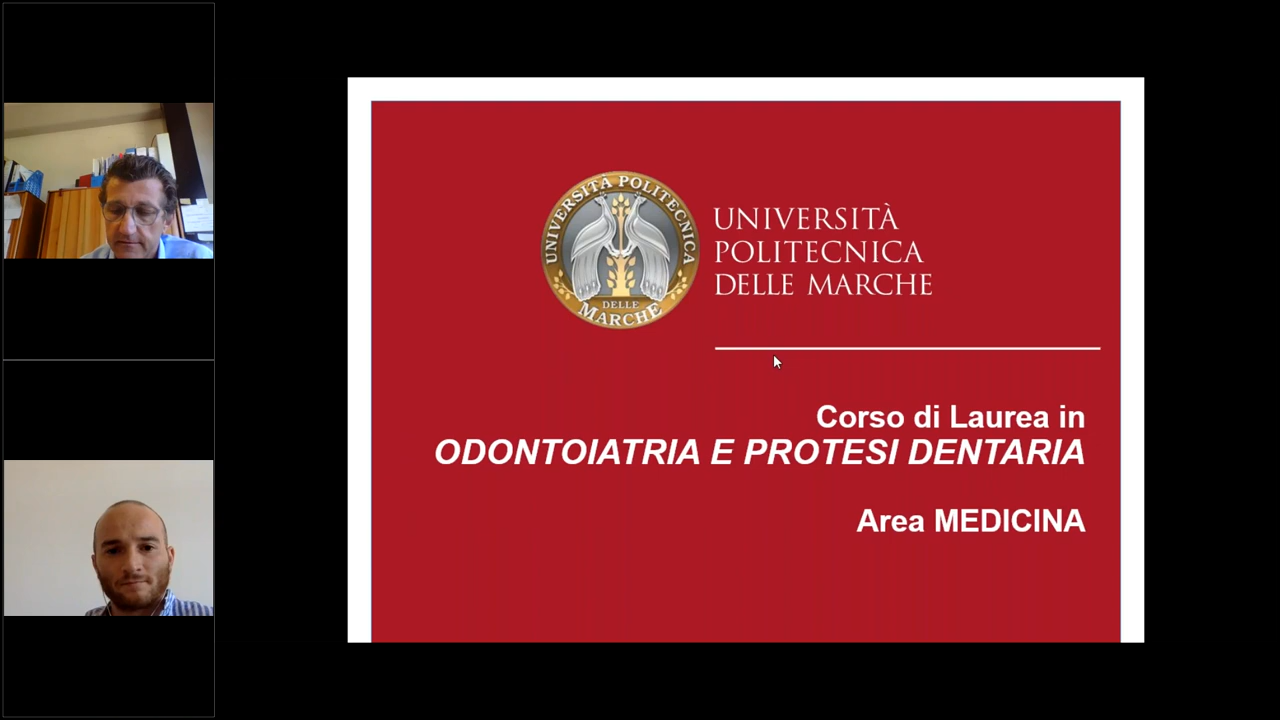 UNIVERSITÀ POLITECNICA
DELLE
MARCHE
UNIVERSITÀ
POLITECNICA
DELLE MARCHE
Corso di Laurea in
ODONTOIATRIA E PROTESI DENTARIA
Area MEDICINA